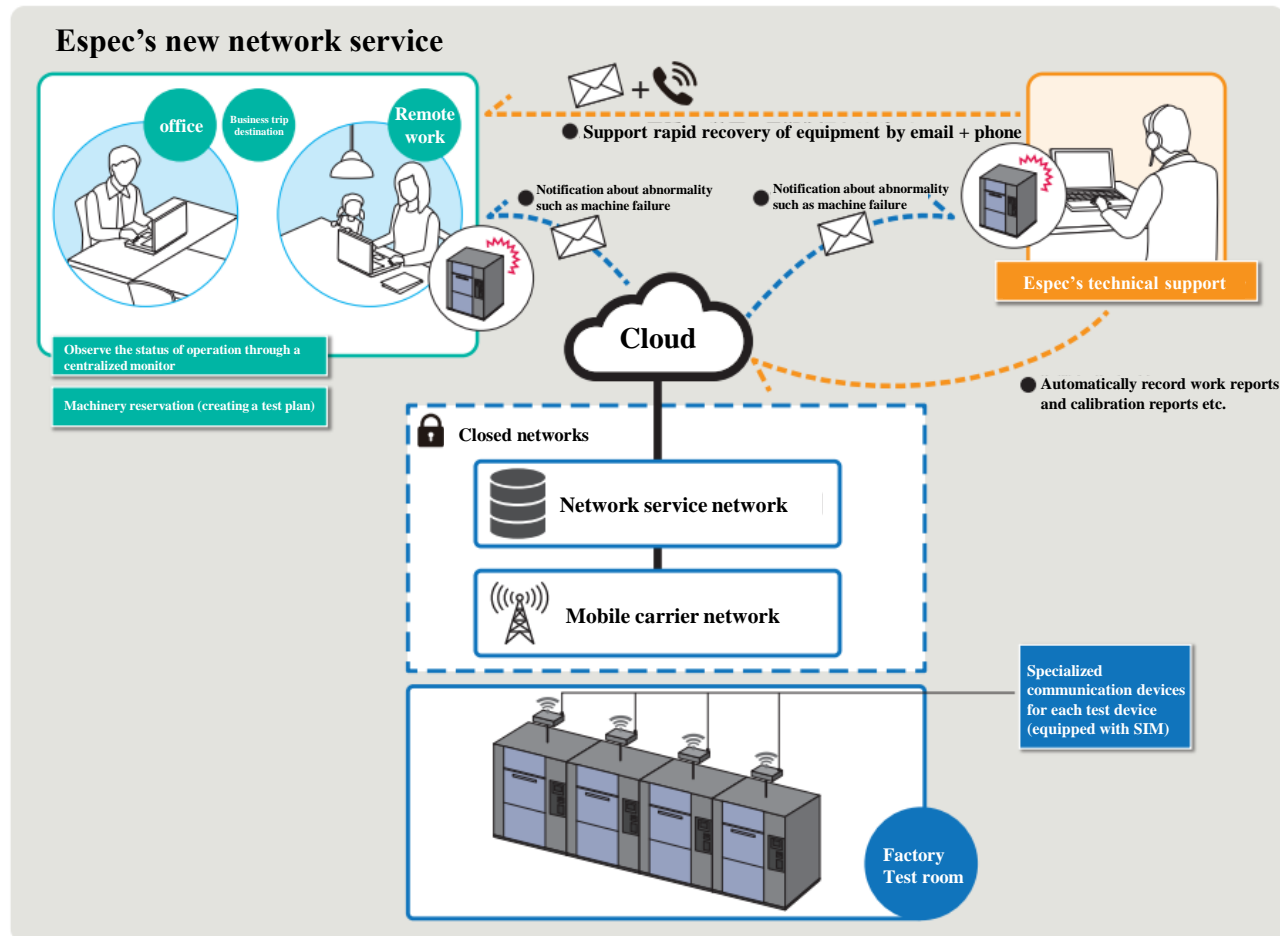 Espec’s new network service
office
Business trip
destination
Remote
work
+
● Support rapid recovery of equipment by email + phone
● Notification about abnormality
such as machine failure
● Notification about abnormality
such as machine failure
Espec’s technical support
Cloud
Observe the status of operation through a
centralized monitor
Machinery reservation (creating a test plan)
● Automatically record work reports
and calibration reports etc.
Closed networks
Network service network
Mobile carrier network
Specialized
communication devices
for each test device
(equipped with SIM)
Factory
Test room